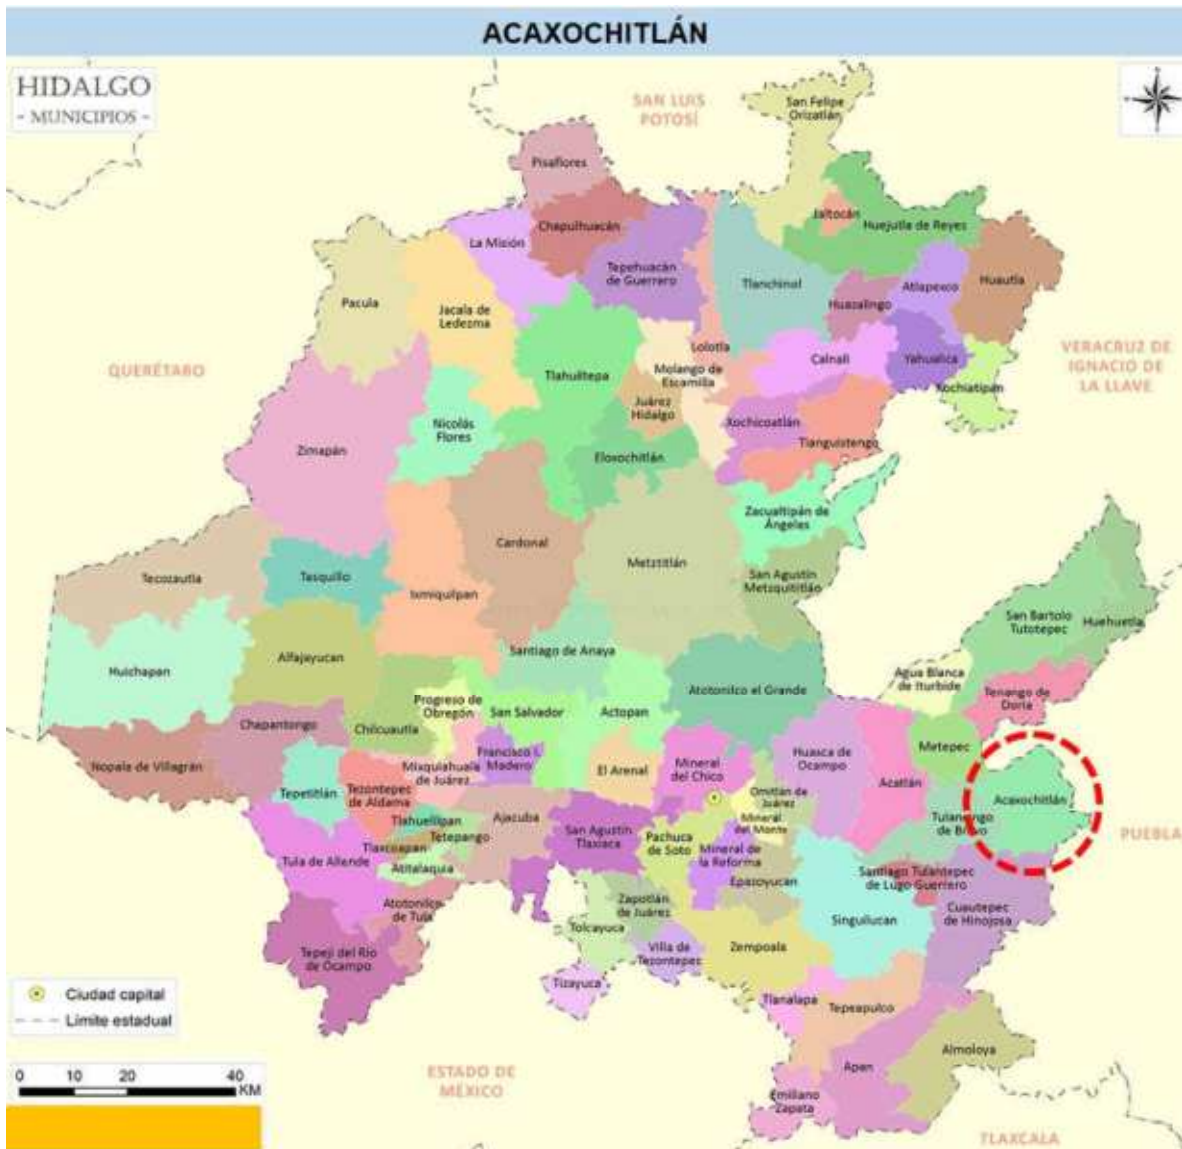 ACAXOCHITLÁN
HIDALGO
- MUNICIPIOS -
SAN LUIS
POTOSÍ
San Felipe
Orizatlán
Pisaflores
Jaltocán
Huejutla de Reyes
Chapulhuacán
La Misión
Tepehuacán
de Guerrero
Tlanchinol
Atlapexco
Huautla
Huazalingo
Pacula
Jacala de
Ledezma
Lolotla
Calnali
Yahualica
VERACRUZ DE
IGNACIO DE
LA LLAVE
QUERÉTARO
Tlahuiltepa
Molango de
Escamilla
Xochiatipan
Juárez
Hidalgo
Nicolás
Flores
Xochicoatlán
Tianguistengo
Zimapán
Eloxochitlán
Zacualtipán de
Ángeles
Cardonal
Metztitlán
Tecozautla
Tasquillo
Ixmiquilpan
San Agustín
Metzquititlán
San Bartolo
Tutotepec
Huehuetla
Santiago de Anaya
Alfajayucan
Huichapan
Agua Blanca
de Iturbide
Tenango de
Doria
Atotonilco el Grande
Progreso de
Obregón
San Salvador
Actopan
Chapantongo
Chilcuautla
Metepec
Huasca de
Ocampo
Francisco I.
Madero
Mixquiahuala
de Juárez
Nopala de Villagrán
El Arenal
Mineral
del Chico
Acatlán
Tepetitlán
Tezontepec
de Aldama
Omitlán de
Juárez
Acaxochitlán
Tulancingo
de Bravo
Mineral
del Monte
Tlahuelilpan
Ajacuba
Tetepango
San Agustín
Tlaxiaca
Pachuca
de Soto
PUEBLA
Tlaxcoapan
Mineral de
la Reforma
Tula de Allende
Atitalaquia
Epazoyucan
Santiago Tulantepec
de Lugo Guerrero
Atotonilco
de Tula
Zapotlán
de Juárez
Cuautepec
de Hinojosa
Singuilucan
Tolcayuca
Villa de
Tezontepec
Zempoala
Tepeji del Río
de Ocampo
Tizayuca
Tlanalapa
Tepeapulco
Ciudad capital
Límite estadual
Almoloya
Apan
ESTADO DE
MÉXICO
Emiliano
Zapata
0 10 20 40
KM
TLAXCALA